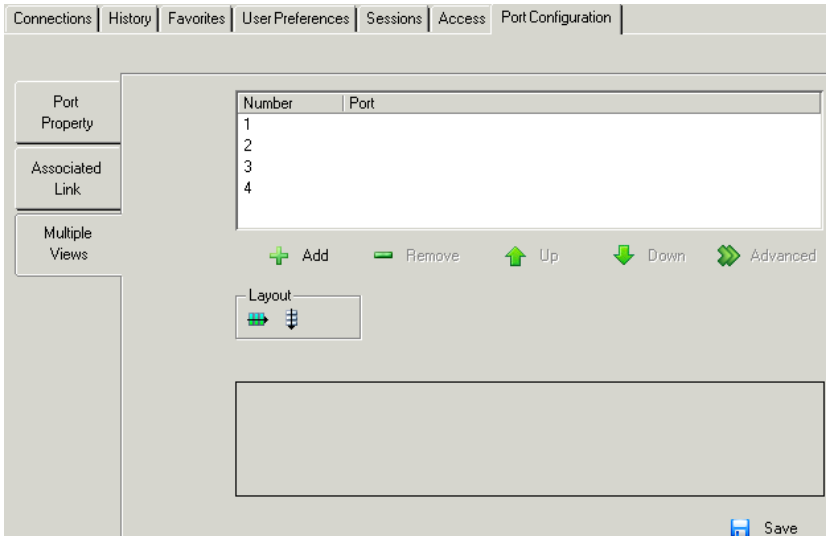 Connections History Favorites User Preferences Sessions Access Port Configuration
Port
Property
Associated
Link
Multiple
Views
Number Port
1
2
3
4
Add Remove Up Down Advanced
Layout
Save